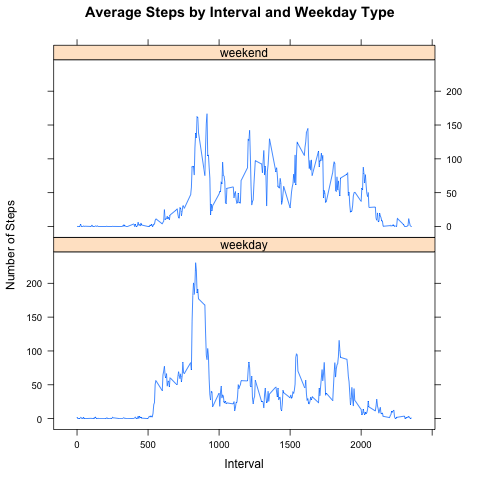 Average Steps by Interval and Weekday Type
weekend
200
150
100
50
0
weekday
200
150
100
50
0
Number of Steps
0 500 1000 1500 2000
Interval